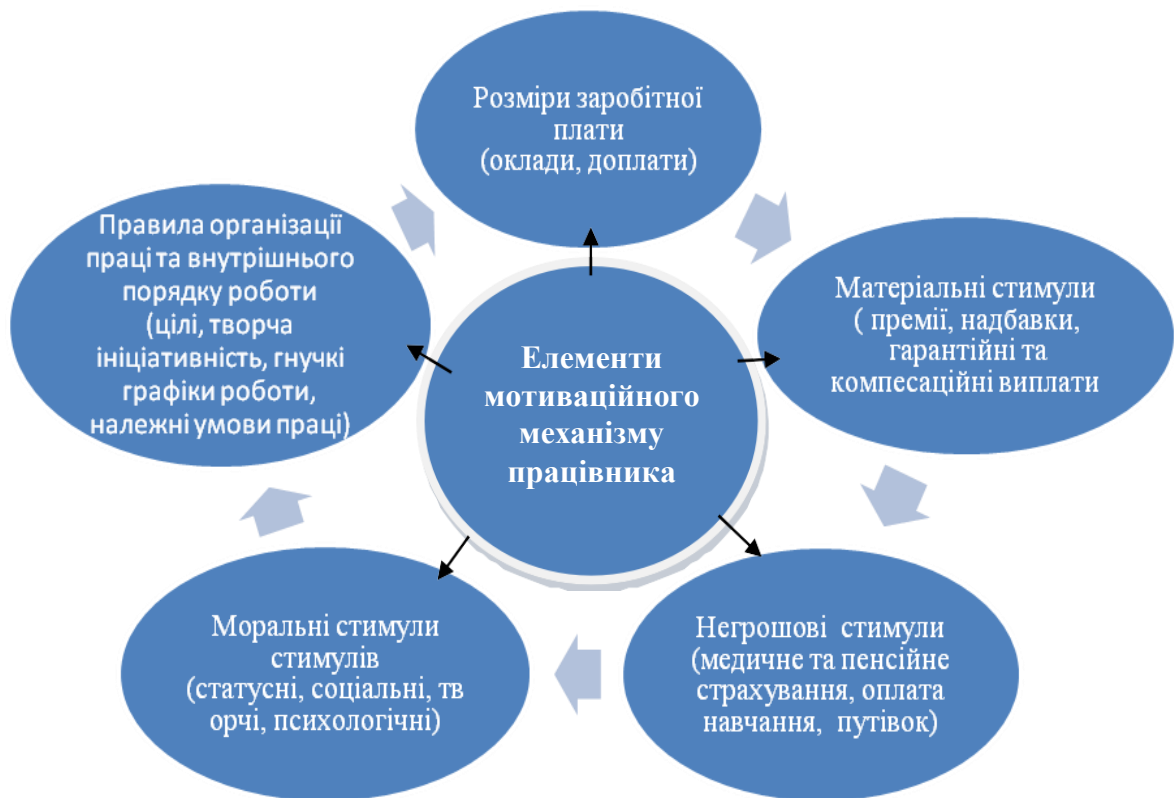 Розміри заробітної
плати
(оклади, доплати)
Правила організації
праці та внутрішнього
порядку роботи
(цілі, творча
ініціативність, гнучкі
графіки роботи,
належні умови праці)
Матеріальні стимули
( премії, надбавки,
гарантійні та
компесаційні виплати
Елементи
мотиваційного
механізму
працівника
Моральні стимули
стимулів
(статусні, соціальні, тв
орчі, психологічні)
Негрошові стимули
(медичне та пенсійне
страхування, оплата
навчання, путівок)